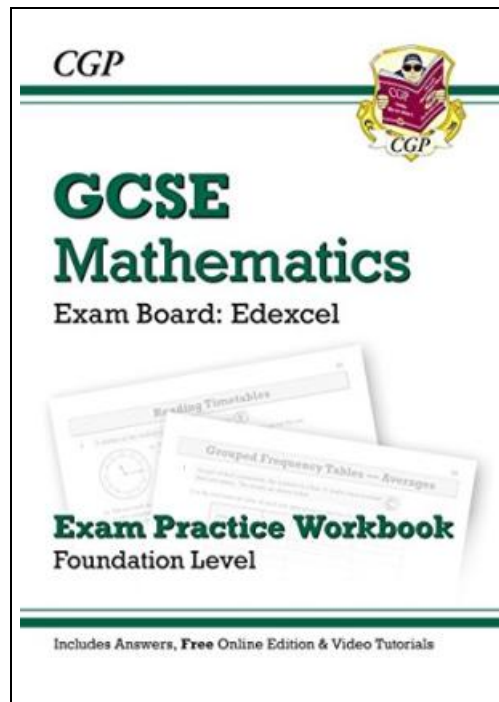 CGP
CGP
CGP
GCSE
Mathematics
Exam Board: Edexcel
Reading Timetables
Grouped Frequency Tables — Averages
Exam Practice Workbook
Foundation Level
Includes Answers, Free Online Edition & Video Tutorials